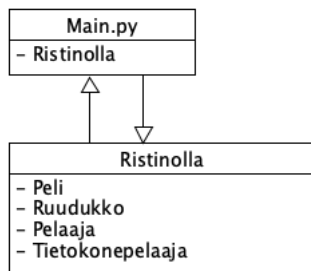 Main.py
– Ristinolla
Ristinolla
– Peli
– Ruudukko
– Pelaaja
– Tietokonepelaaja